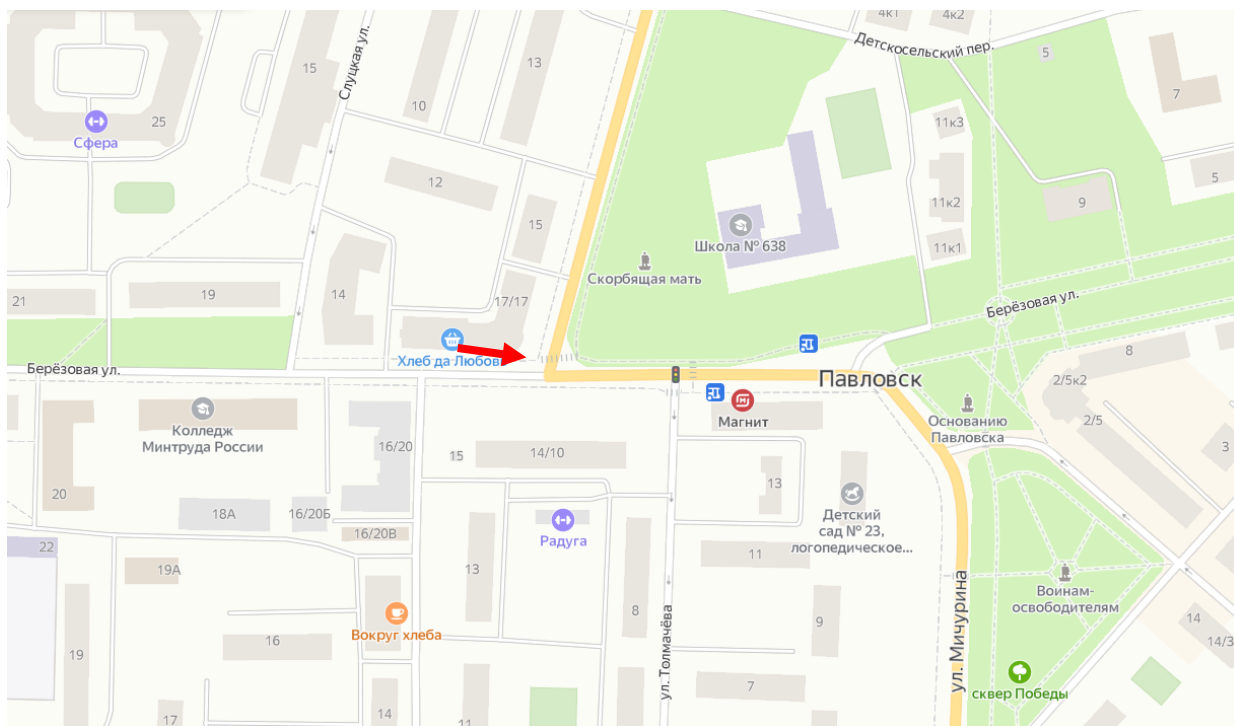 4к1
4к2
Детскосельский пер.
5
7
15
Слуцкая ул.
13
10
25
Сфера
11к3
12
11к2
9
5
15
Школа № 638
11к1
Скорбящая мать
21
19
14
17/17
Берёзовая ул.
Хлеб да Любовь
Берёзовая ул.
8
2/5к2
Павловск
Магнит
Основанию
Павловска
2/5
3
Колледж
Минтруда России
16/20
15
14/10
20
13
Детский
сад № 23,
логопедическое...
18А
16/20Б
16/20В
Радуга
22
19А
13
11
Воинам-
освободителям
Вокруг хлеба
16
8
ул. Толмачёва
9
ул. Мичурина
14
14/3
19
7
сквер Победы
17
14
11